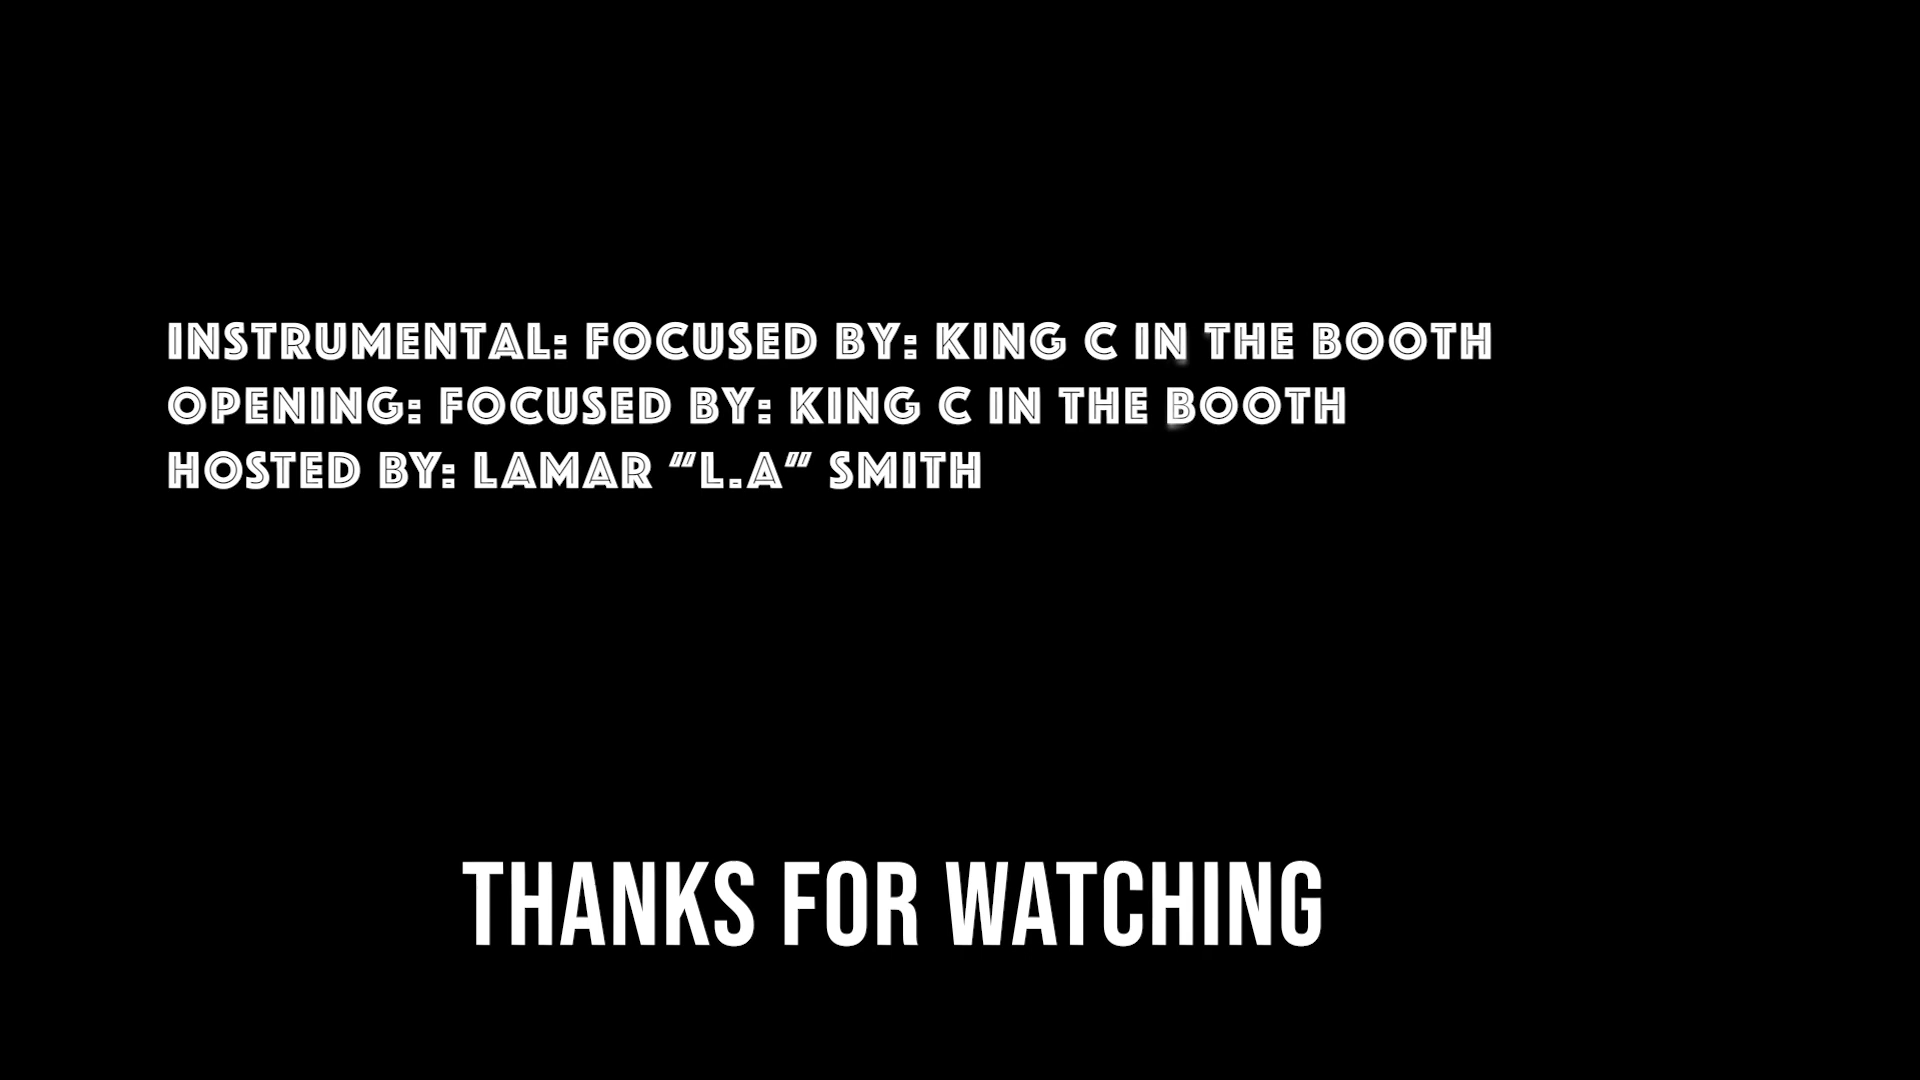 INSTRUMENTAL: FOCUSED BY: KING C IN THE BOOTH
OPENING: FOCUSED BY: KING C IN THE BOOTH
HOSTED BY: LAMAR “L.A” SMITH
THANKS FOR WATCHING